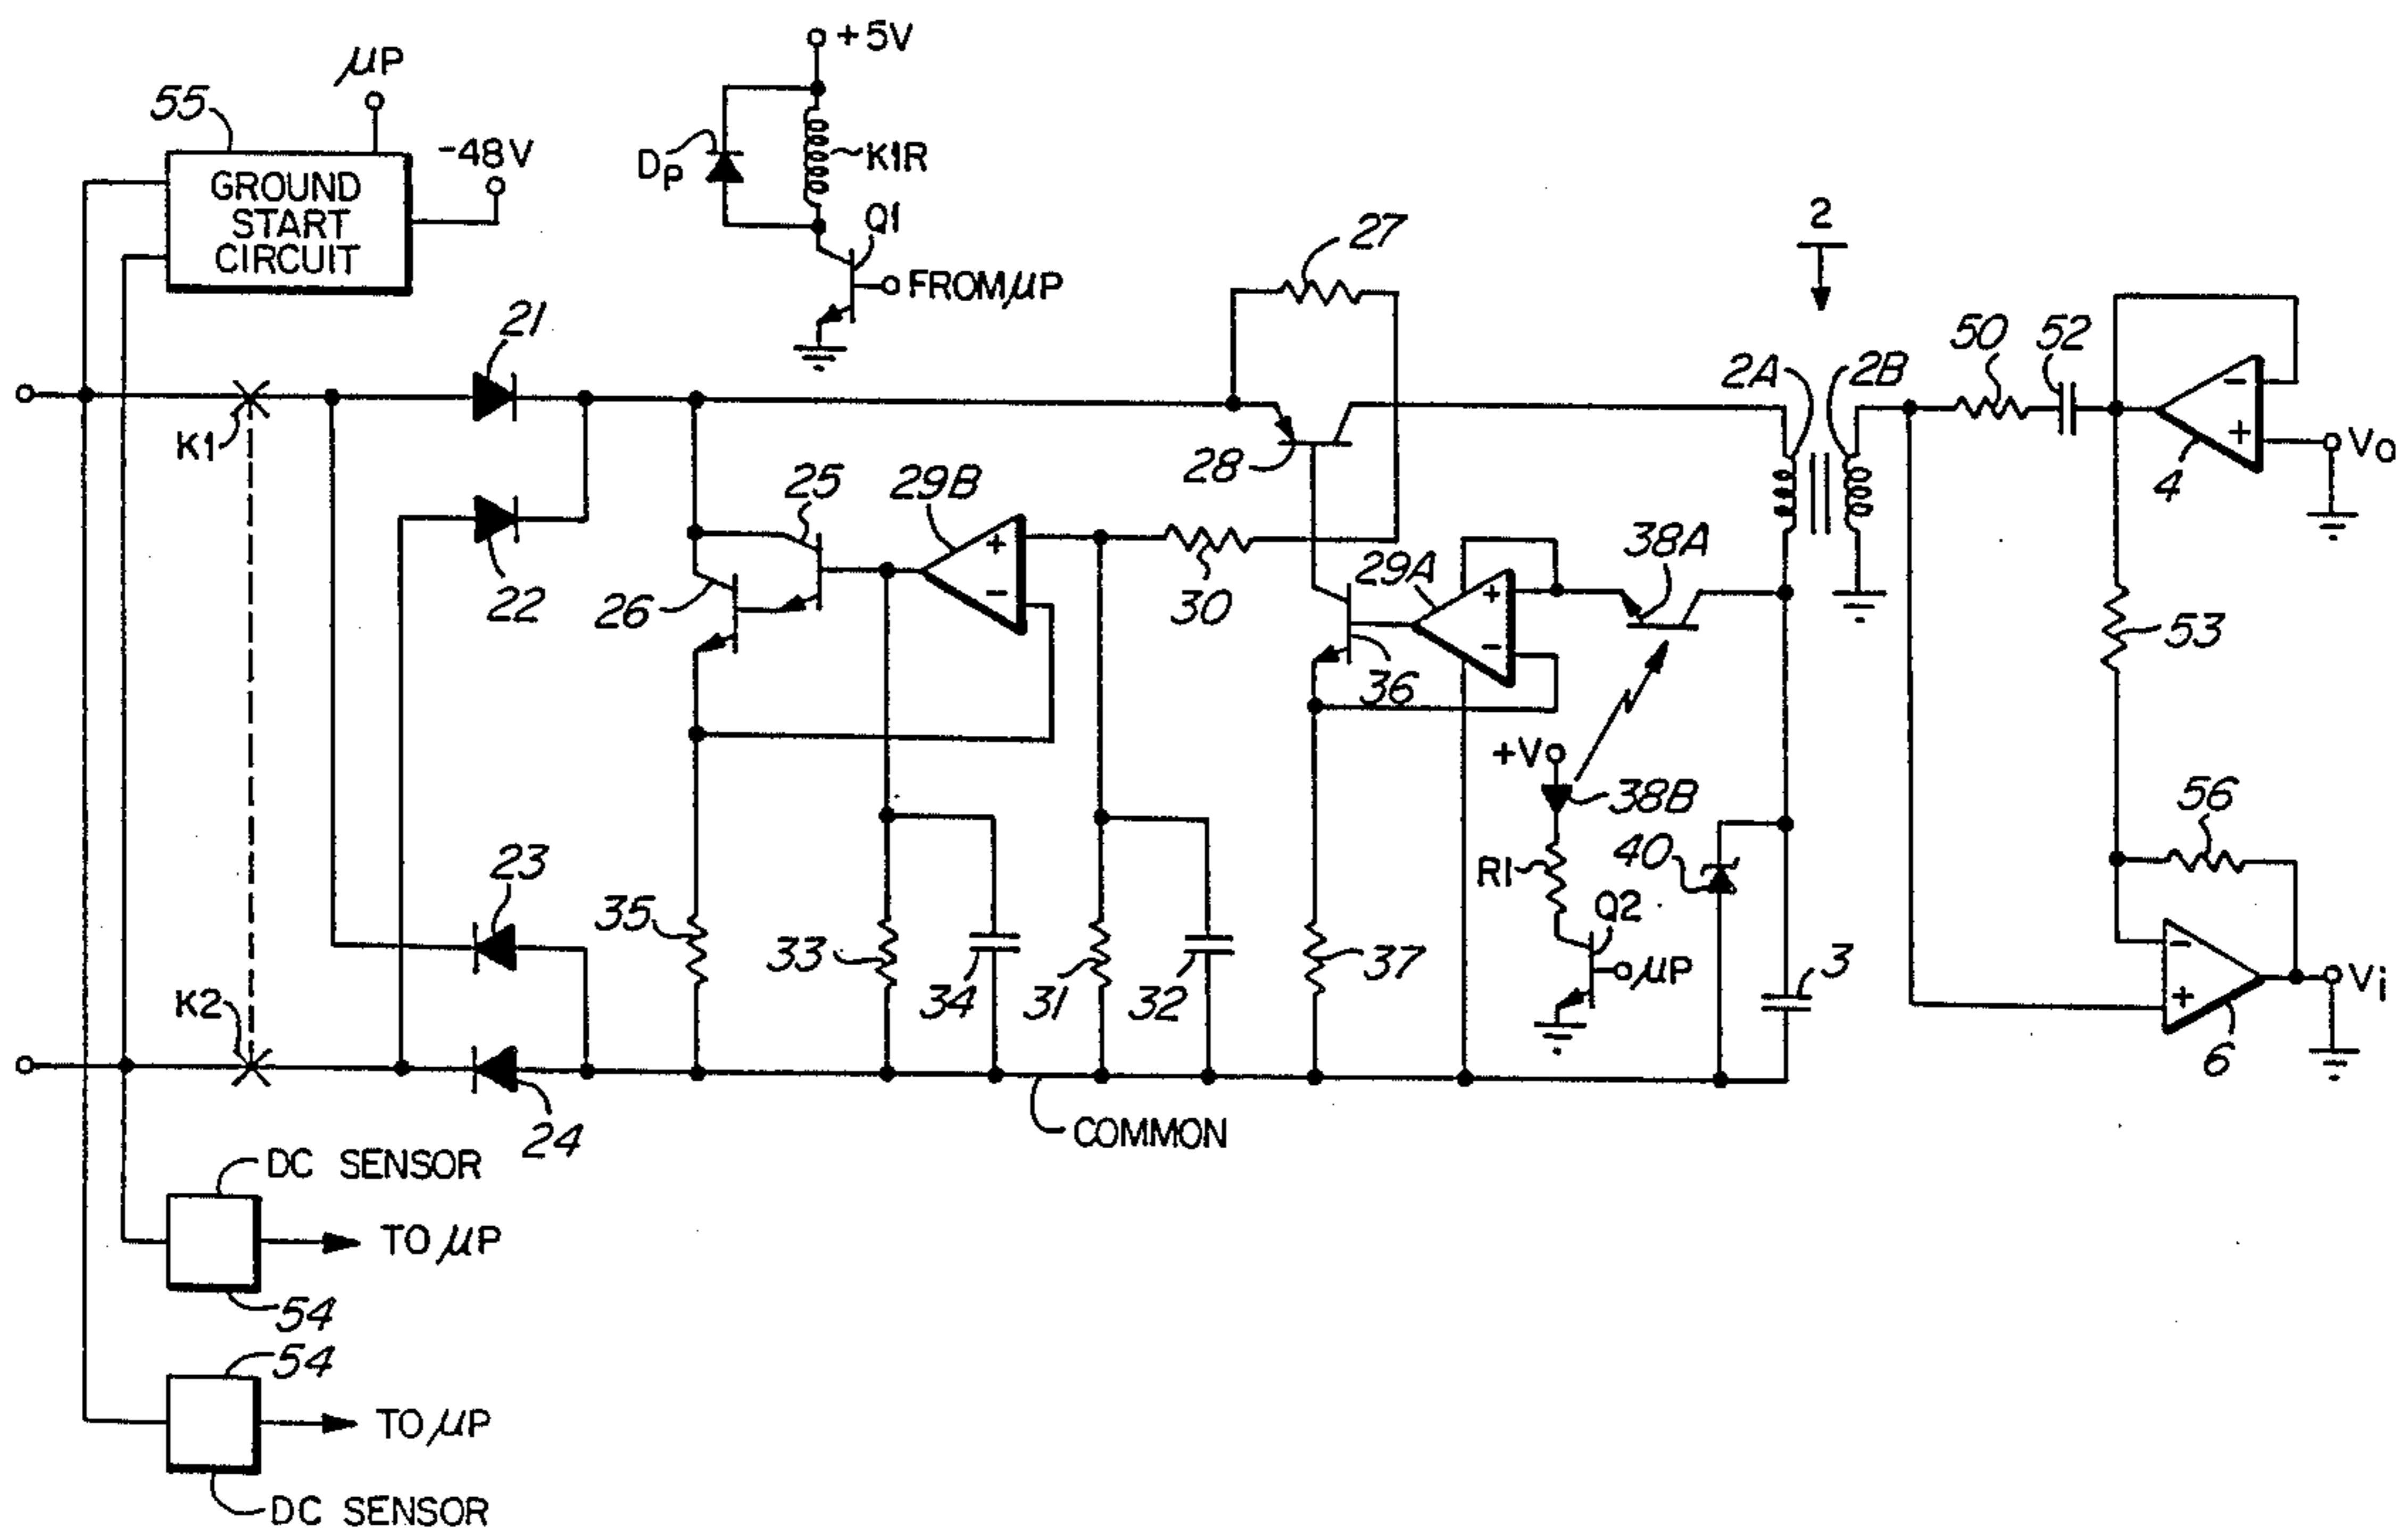 +5V
μP
55
-48V
GROUND
START
CIRCUIT
DP
K1R
Q1
FROM μP
27
2
21
50
52
2A
2B
K1
28
4
Vo
25
29B
+
-
22
26
30
29A
+
-
38A
36
-
+
53
+V
38B
56
R1
40
Q2
23
35
33
34
31
32
37
μP
3
-
+
Vi
6
K2
24
COMMON
DC SENSOR
TO μP
54
54
TO μP
DC SENSOR